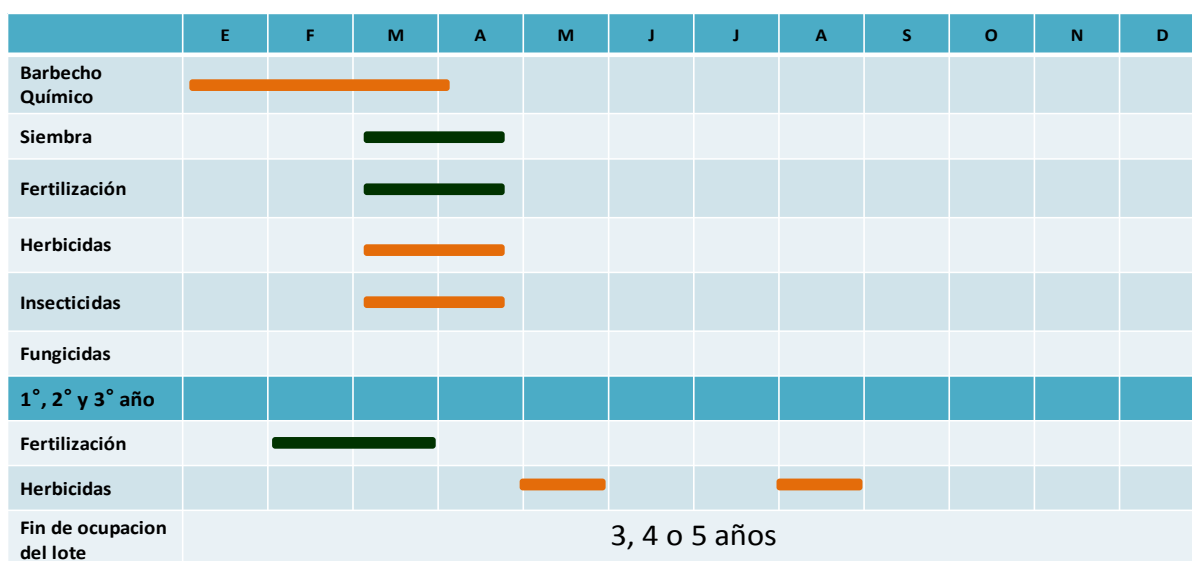 E F M A M J J A S O N D
Barbecho
Químico
Siembra
Fertilización
Herbicidas
Insecticidas
Fungicidas
1°, 2° y 3° año
Fertilización
Herbicidas
Fin de ocupacion
del lote
3, 4 o 5 años